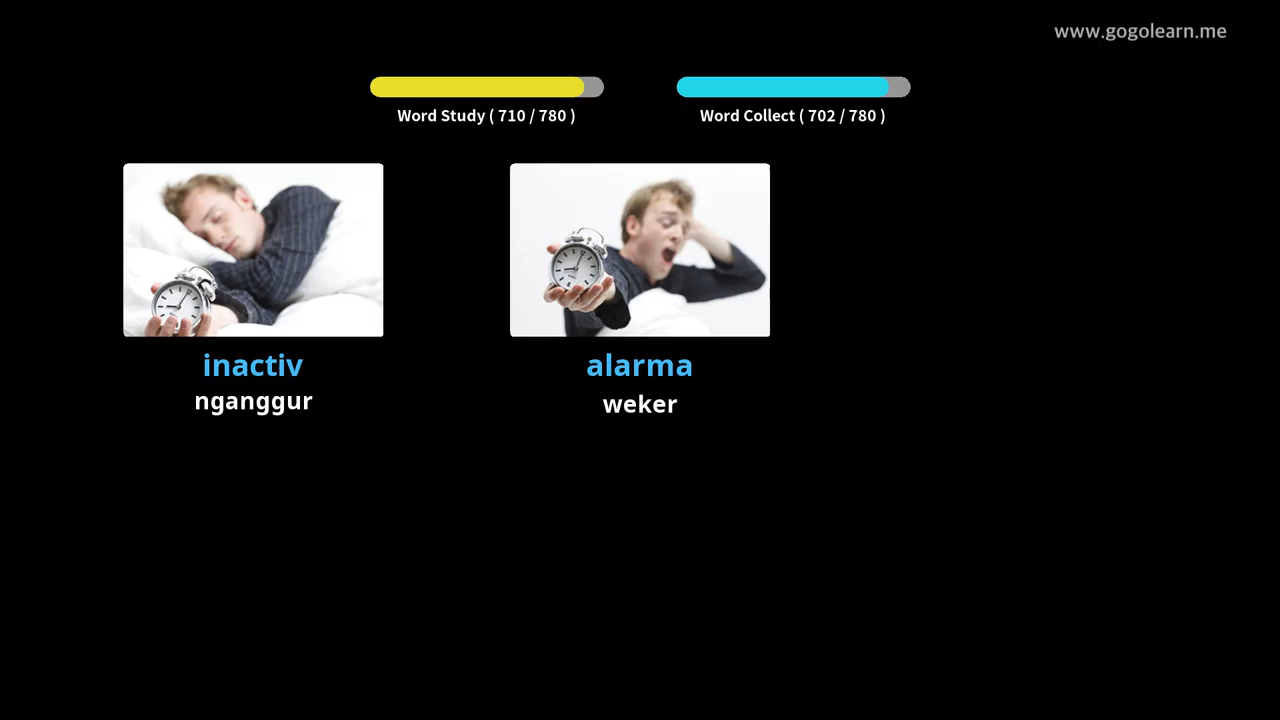 www.gogolearn.me
Word Study ( 710 / 780 )
Word Collect ( 702 / 780 )
inactiv
nganggur
alarma
weker